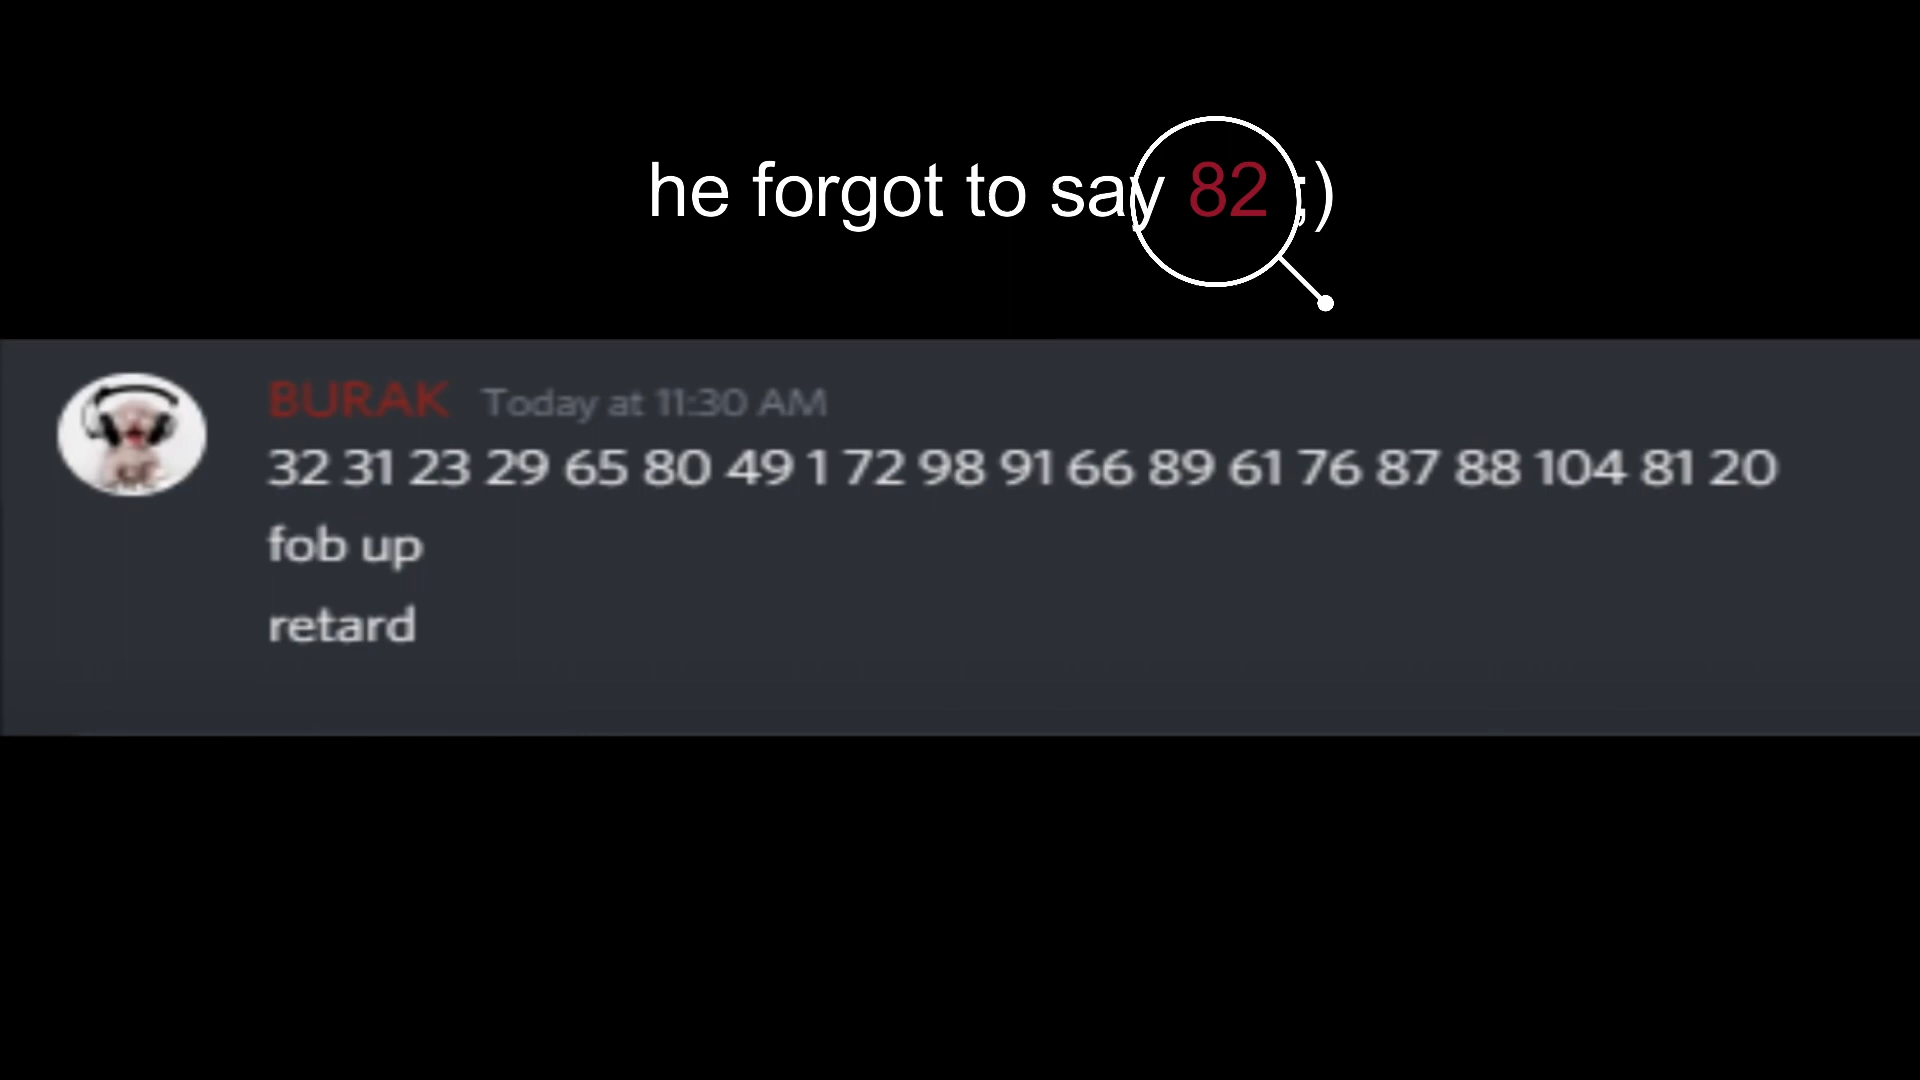 he forgot to say 82 ;)
BURAK Today at 11:30 AM
32 31 23 29 65 80 49 1 72 98 91 66 89 61 76 87 88 104 81 20
fob up
retard